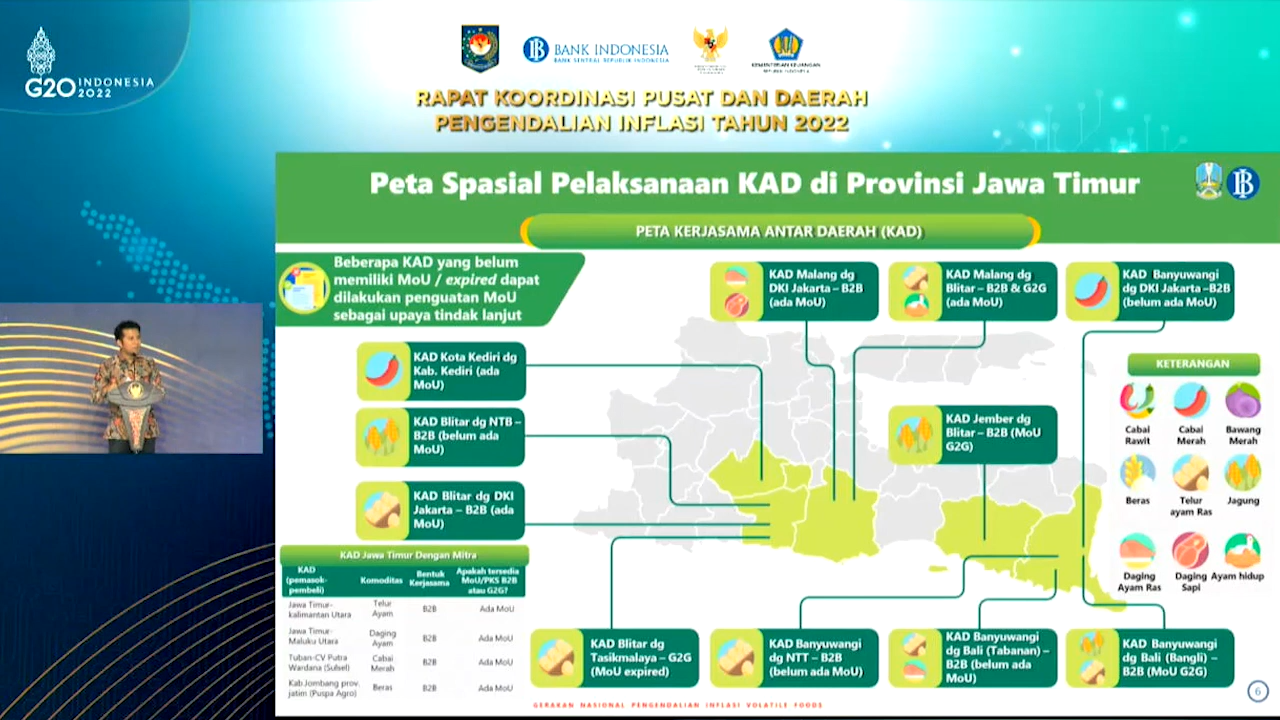 G20 INDONESIA
2022
BANK INDONESIA
BANK SENTRAL REPUBLIK INDONESIA
KEMENTERIAN KEUANGAN
REPUBLIK INDONESIA
RAPAT KOORDINASI PUSAT DAN DAERAH
PENGENDALIAN INFLASI TAHUN 2022
Peta Spasial Pelaksanaan KAD di Provinsi Jawa Timur
PETA KERJASAMA ANTAR DAERAH (KAD)
Beberapa KAD yang belum
memiliki MoU / expired dapat
dilakukan penguatan MoU
sebagai upaya tindak lanjut
KAD Malang dg
DKI Jakarta – B2B
(ada MoU)
KAD Malang dg
Blitar – B2B & G2G
(ada MoU)
KAD Banyuwangi
dg DKI Jakarta –B2B
(belum ada MoU)
KAD Kota Kediri dg
Kab. Kediri (ada
MoU)
KAD Blitar dg NTB –
B2B (belum ada
MoU)
KAD Blitar dg DKI
Jakarta – B2B (ada
MoU)
KAD Jember dg
Blitar – B2B (MoU
G2G)
KETERANGAN
Cabai
Rawit
Cabai
Merah
Bawang
Merah
Beras
Telur
ayam Ras
Jagung
Daging
Ayam Ras
Daging
Sapi
Ayam hidup
KAD Jawa Timur Dengan Mitra
KAD
(pemasok-
pembeli)
Komoditas
Bentuk
Kerjasama
Apakah tersedia
MoU/PKS B2B
atau G2G?
Jawa Timur-
kalimantan Utara
Telur
Ayam
B2B
Ada MoU
Jawa Timur-
Maluku Utara
Daging
Ayam
B2B
Ada MoU
Tuban-CV Putra
Wardana (Sulsel)
Cabai
Merah
B2B
Ada MoU
Kab.Jombang prov.
jatim (Puspa Agro)
Beras
B2B
Ada MoU
KAD Blitar dg
Tasikmalaya – G2G
(MoU expired)
KAD Banyuwangi
dg NTT – B2B
(belum ada MoU)
KAD Banyuwangi
dg Bali (Tabanan) –
B2B (belum ada
MoU)
KAD Banyuwangi
dg Bali (Bangli) –
B2B (MoU G2G)
GERAKAN NASIONAL PENGENDALIAN INFLASI VOLATILE FOODS
6